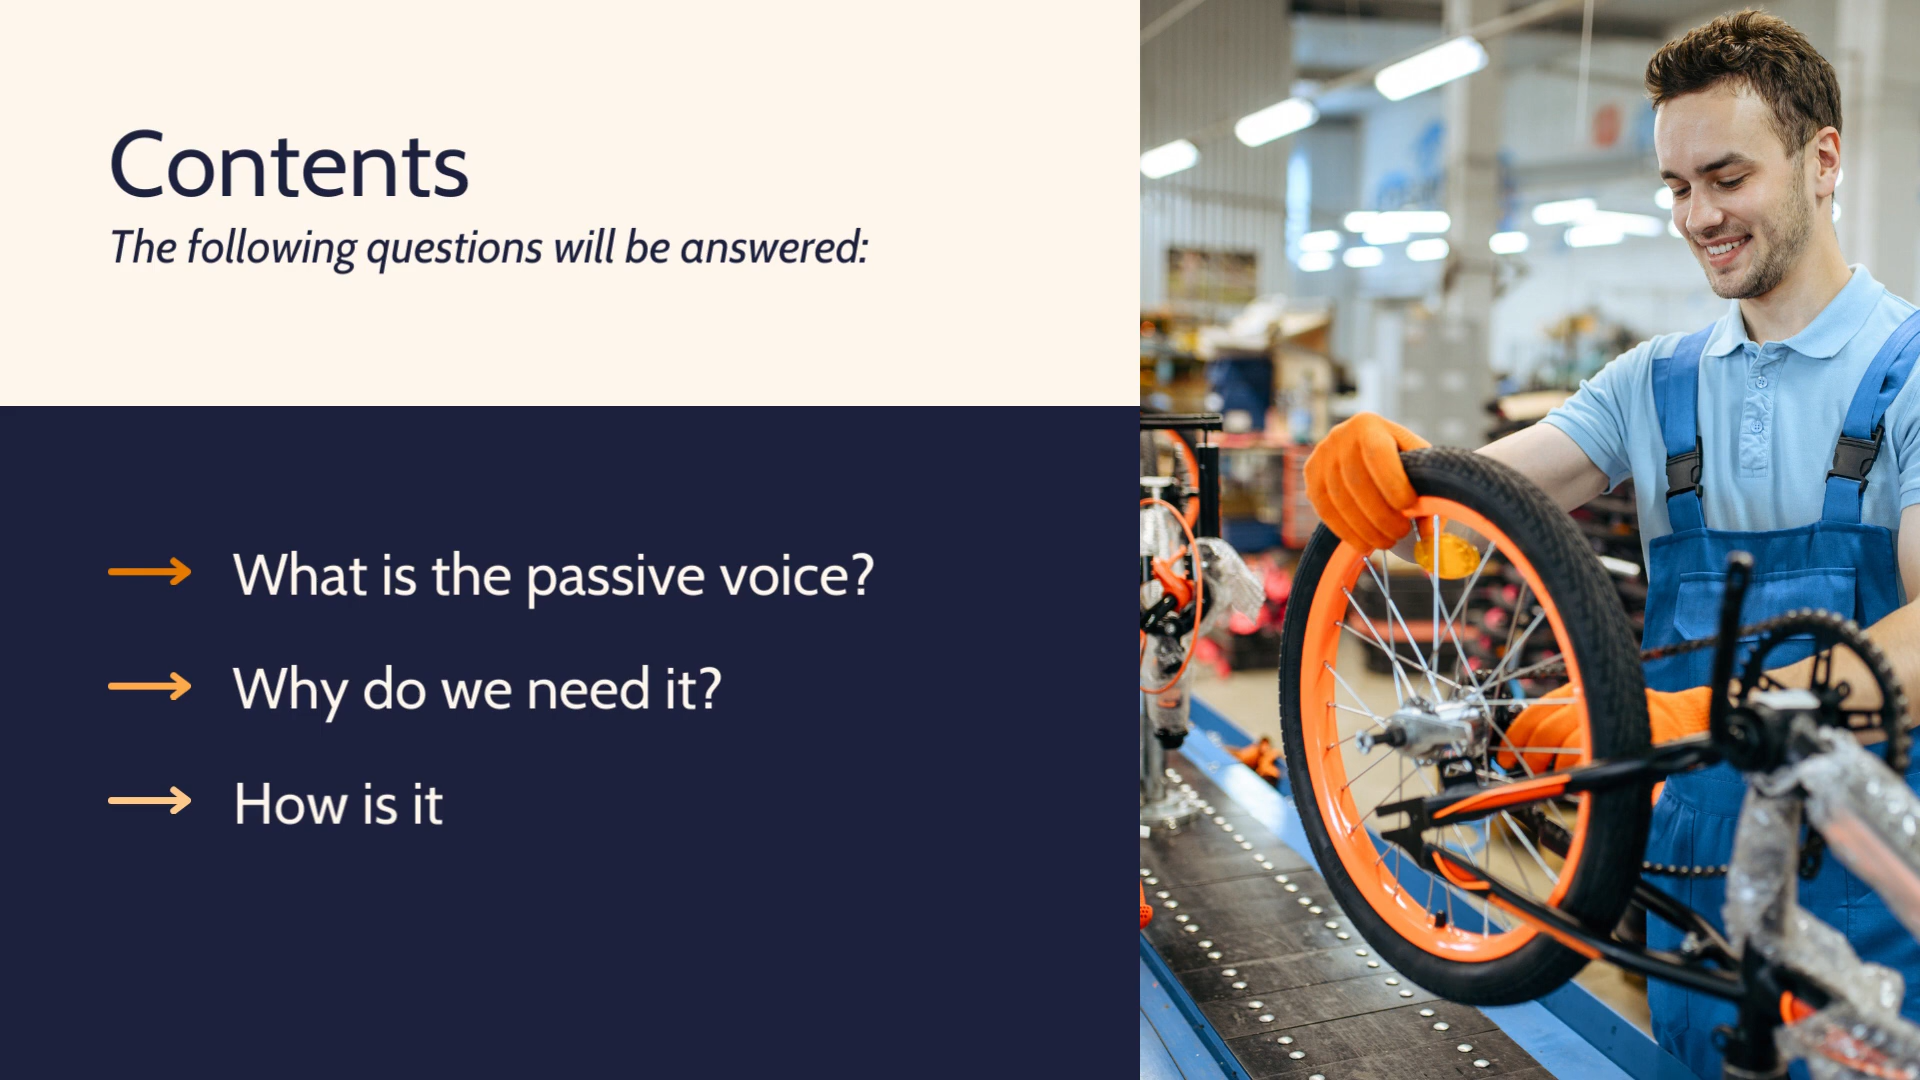 Contents
The following questions will be answered:
What is the passive voice?
Why do we need it?
How is it